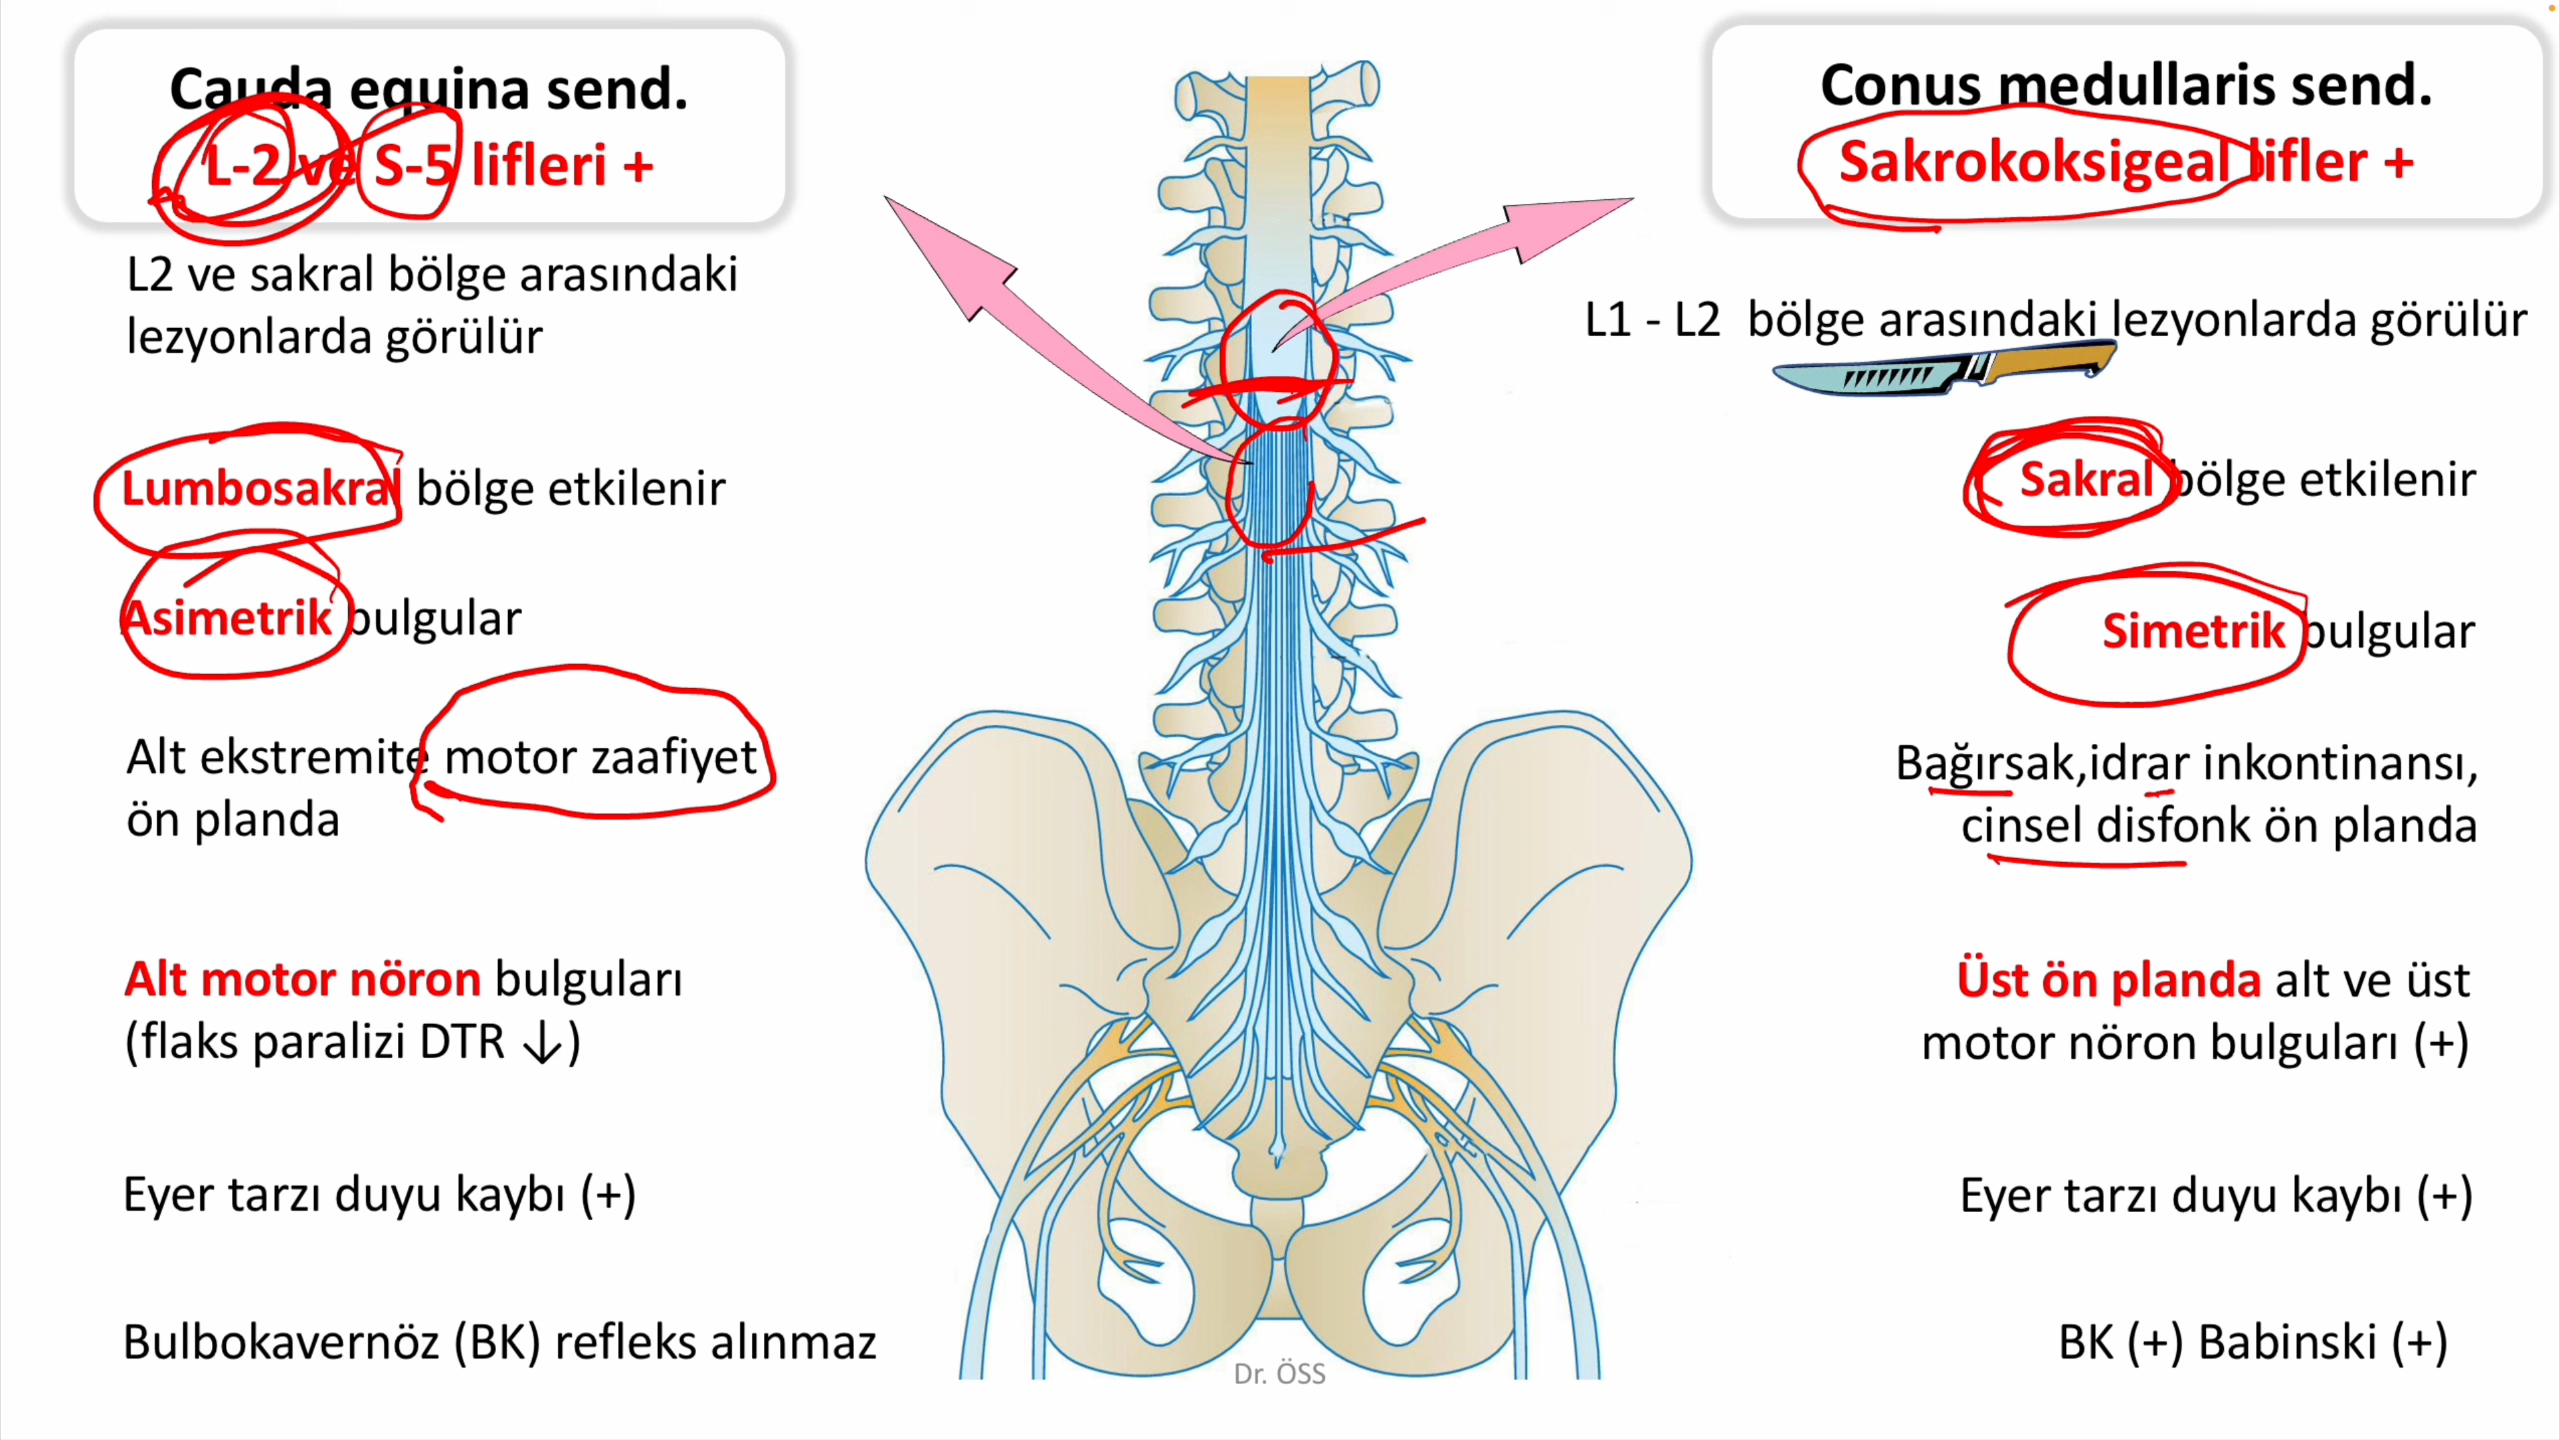 Cauda equina send.
L-2 ve S-5 lifleri +
L2 ve sakral bölge arasındaki
lezyonlarda görülür
Lumbosakral bölge etkilenir
Asimetrik bulgular
Alt ekstremite motor zaafiyet
ön planda
Alt motor nöron bulguları
(flaks paralizi DTR ↓)
Eyer tarzı duyu kaybı (+)
Bulbokavernöz (BK) refleks alınmaz
Conus medullaris send.
Sakrokoksigeal lifler +
L1 - L2 bölge arasındaki lezyonlarda görülür
Sakral bölge etkilenir
Simetrik bulgular
Bağırsak,idrar inkontinansı,
cinsel disfonk ön planda
Üst ön planda alt ve üst
motor nöron bulguları (+)
Eyer tarzı duyu kaybı (+)
BK (+) Babinski (+)
Dr. ÖSS